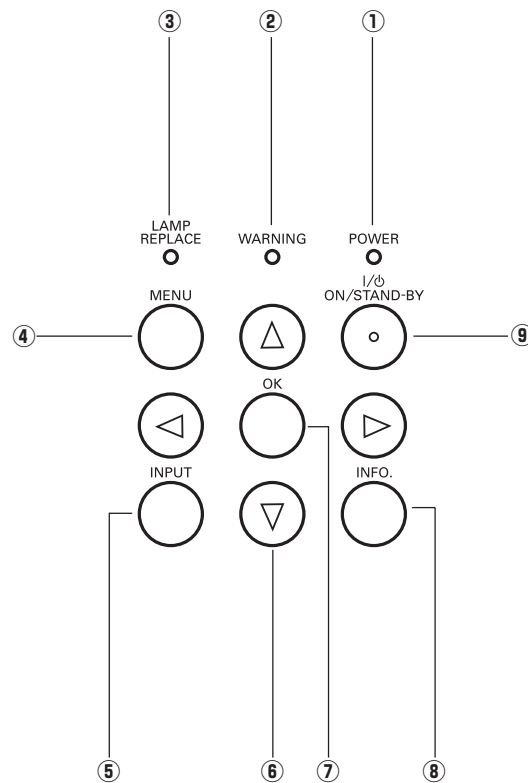 ③ ② ①
LAMP
REPLACE WARNING POWER
I/⏻
MENU ON/STAND-BY
④ ⑨
OK
INPUT INFO.
⑤ ⑥ ⑦ ⑧